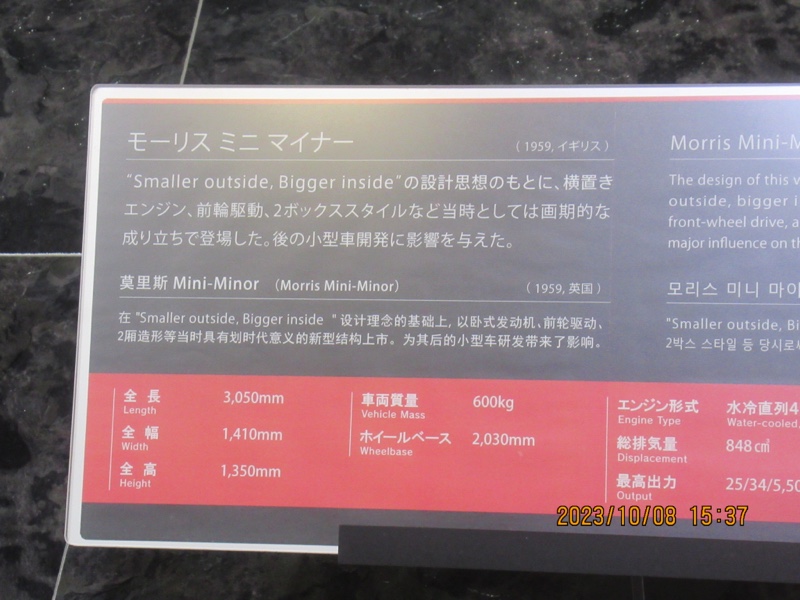 モーリス ミニ マイナー
（1959, イギリス）
“Smaller outside, Bigger inside”の設計思想のもとに、横置き
エンジン、前輪駆動、2ボックススタイルなど当時としては画期的な
成り立ちで登場した。後の小型車開発に影響を与えた。
莫里斯 Mini-Minor （Morris Mini-Minor）
（1959, 英国）
在 "Smaller outside, Bigger inside " 设计理念的基础上, 以卧式发动机、前轮驱动、
2厢造形等当时具有划时代意义的新型结构上市。为其后的小型车研发带来了影响。
Morris Mini-M
The design of this v
outside, bigger i
front-wheel drive, a
major influence on th
모리스 미니 마이
"Smaller outside, Bi
2박스 스타일 등 당시로서
全 長 3,050mm
Length
全 幅 1,410mm
Width
全 高 1,350mm
Height
車両質量 600kg
Vehicle Mass
ホイールベース 2,030mm
Wheelbase
エンジン形式 水冷直列4
Engine Type Water-cooled,
総排気量 848㎤
Displacement
最高出力 25/34/5,50
Output
2023/10/08 15:37